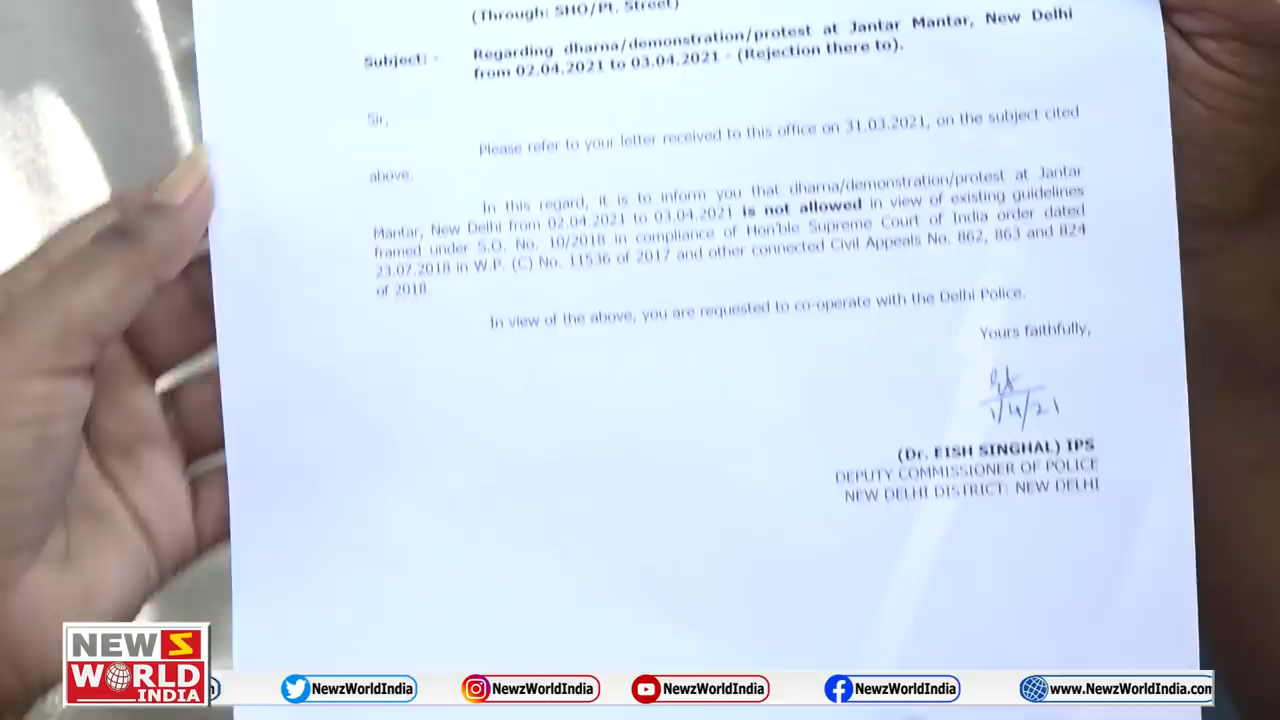 (Through: SHO/Pt. Street)
Subject: - Regarding dharna/demonstration/protest at Jantar Mantar, New Delhi
from 02.04.2021 to 03.04.2021 - (Rejection there to).
Sir,
Please refer to your letter received to this office on 31.03.2021, on the subject cited
above.
In this regard, it is to inform you that dharna/demonstration/protest at Jantar
Mantar, New Delhi from 02.04.2021 to 03.04.2021 is not allowed in view of existing guidelines
framed under S.O. No. 10/2018 in compliance of Hon'ble Supreme Court of India order dated
23.07.2018 in W.P. (C) No. 11536 of 2017 and other connected Civil Appeals No. 862, 863 and 824
of 2018.
In view of the above, you are requested to co-operate with the Delhi Police.
Yours faithfully,
1/4/21
(Dr. EISH SINGHAL) IPS
DEPUTY COMMISSIONER OF POLICE
NEW DELHI DISTRICT: NEW DELHI
NEWS
WORLD
INDIA
NewzWorldIndia NewzWorldIndia NewzWorldIndia NewzWorldIndia www.NewzWorldIndia.com